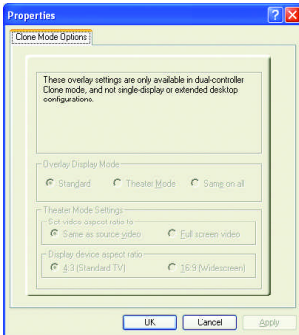 Properties
Clone Mode Options
These overlay settings are only available in dual-controller
Clone mode, and not single-display or extended desktop
configurations.
Overlay Display Mode
Standard Theater Mode Same on all
Theater Mode Settings
Set video aspect ratio to
Same as source video Full screen video
Display device aspect ratio
4:3 (Standard TV) 16:9 (Widescreen)
OK Cancel Apply